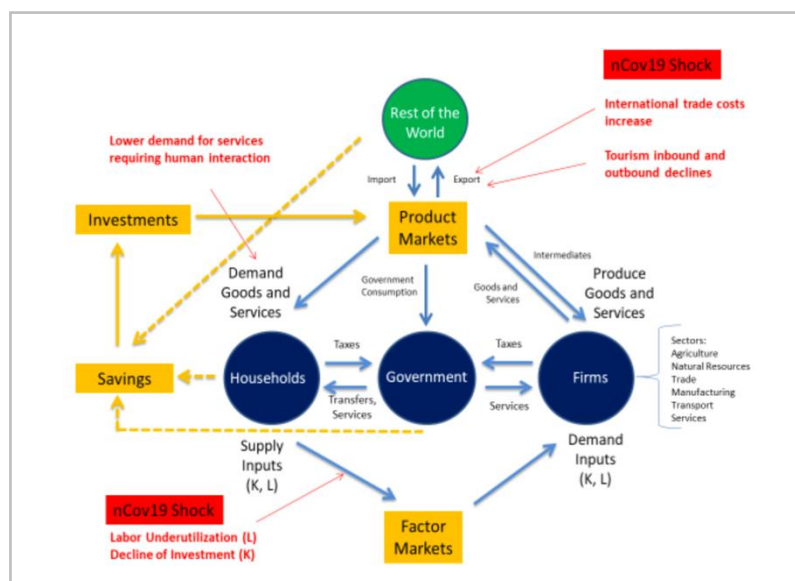 nCov19 Shock
International trade costs
increase
Tourism inbound and
outbound declines
Rest of the
World
Lower demand for services
requiring human interaction
Import
Export
Investments
Product
Markets
Demand
Goods and
Services
Government
Consumption
Goods and
Services
Intermediates
Produce
Goods and
Services
Savings
Households
Taxes
Transfers,
Services
Government
Taxes
Services
Firms
Sectors:
Agriculture
Natural Resources
Trade
Manufacturing
Transport
Services
Supply
Inputs
(K, L)
Demand
Inputs
(K, L)
nCov19 Shock
Labor Underutilization (L)
Decline of Investment (K)
Factor
Markets